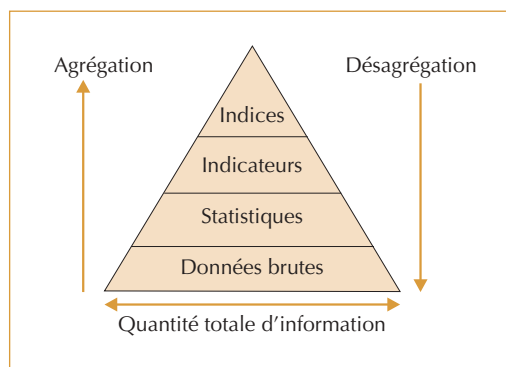 Agrégation
Désagrégation
Indices
Indicateurs
Statistiques
Données brutes
Quantité totale d'information